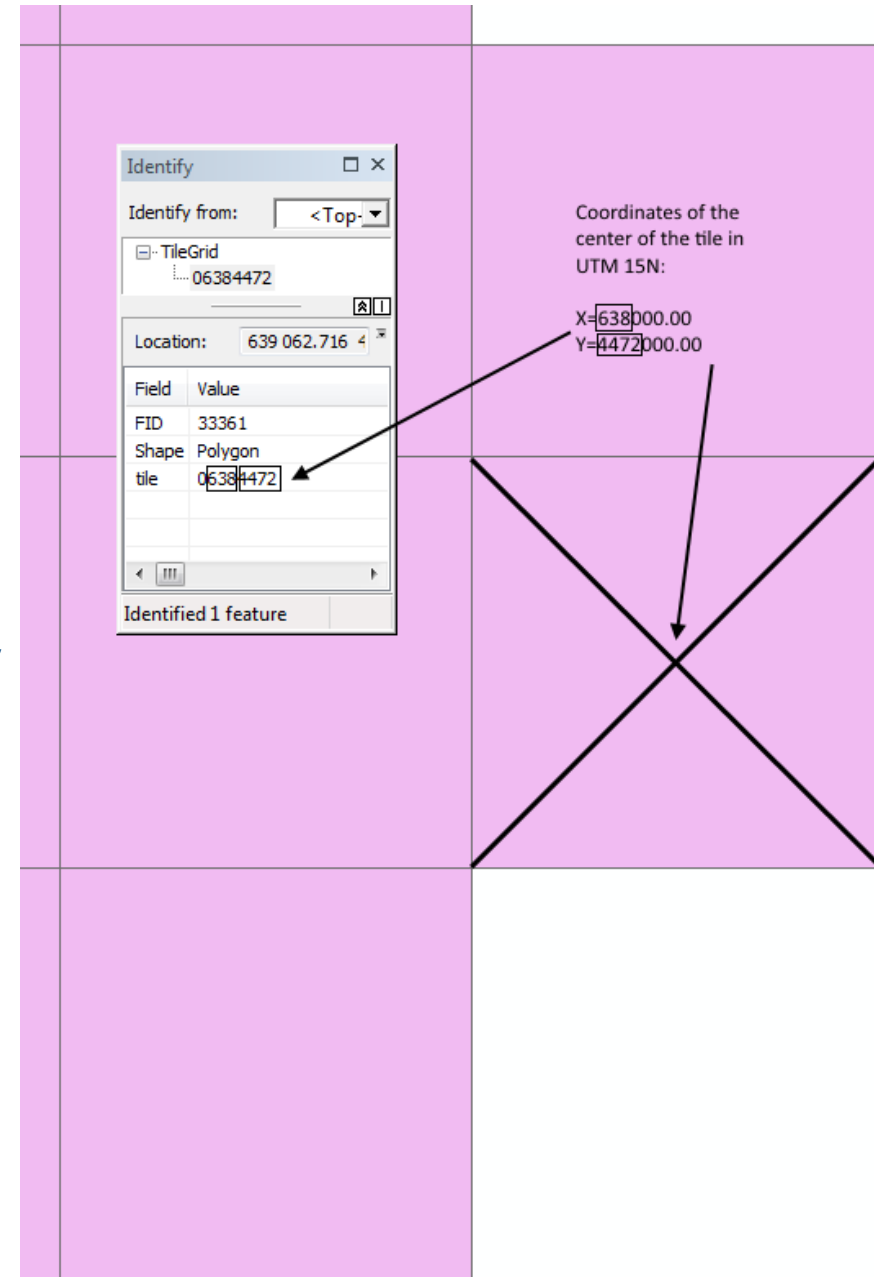 Identify
Identify from: <Top-
TileGrid
06384472
Location: 639 062.716 4
Field Value
FID 33361
Shape Polygon
tile 06384472
Identified 1 feature
Coordinates of the
center of the tile in
UTM 15N:
X=638000.00
Y=4472000.00